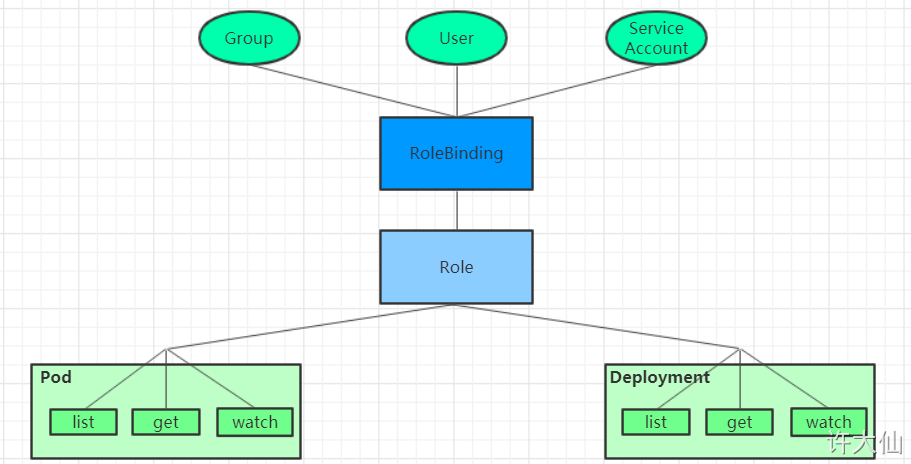 Group
User
Service
Account
RoleBinding
Role
Pod
Deployment
list
get
watch
list
get
watch
许大仙